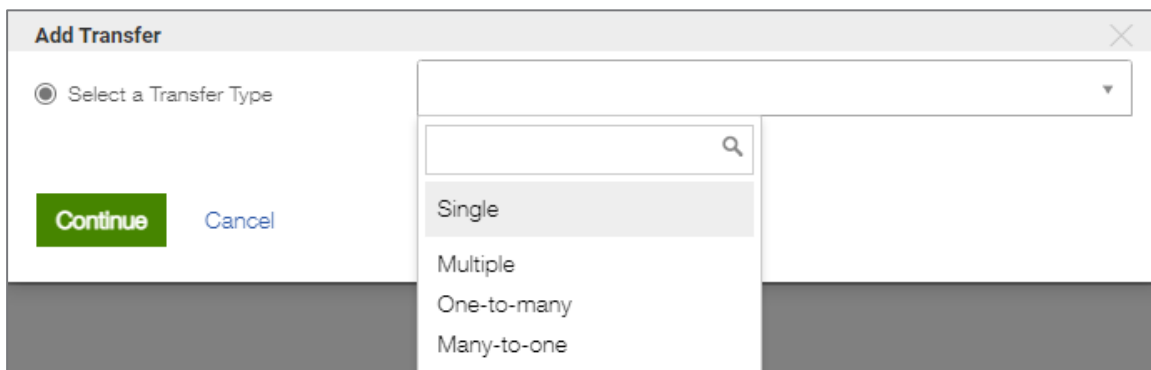 Add Transfer
Select a Transfer Type
Single
Continue Cancel
Multiple
One-to-many
Many-to-one